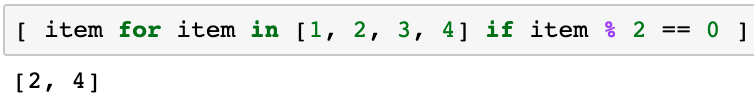 [ item for item in [1, 2, 3, 4] if item % 2 == 0 ]
[2, 4]